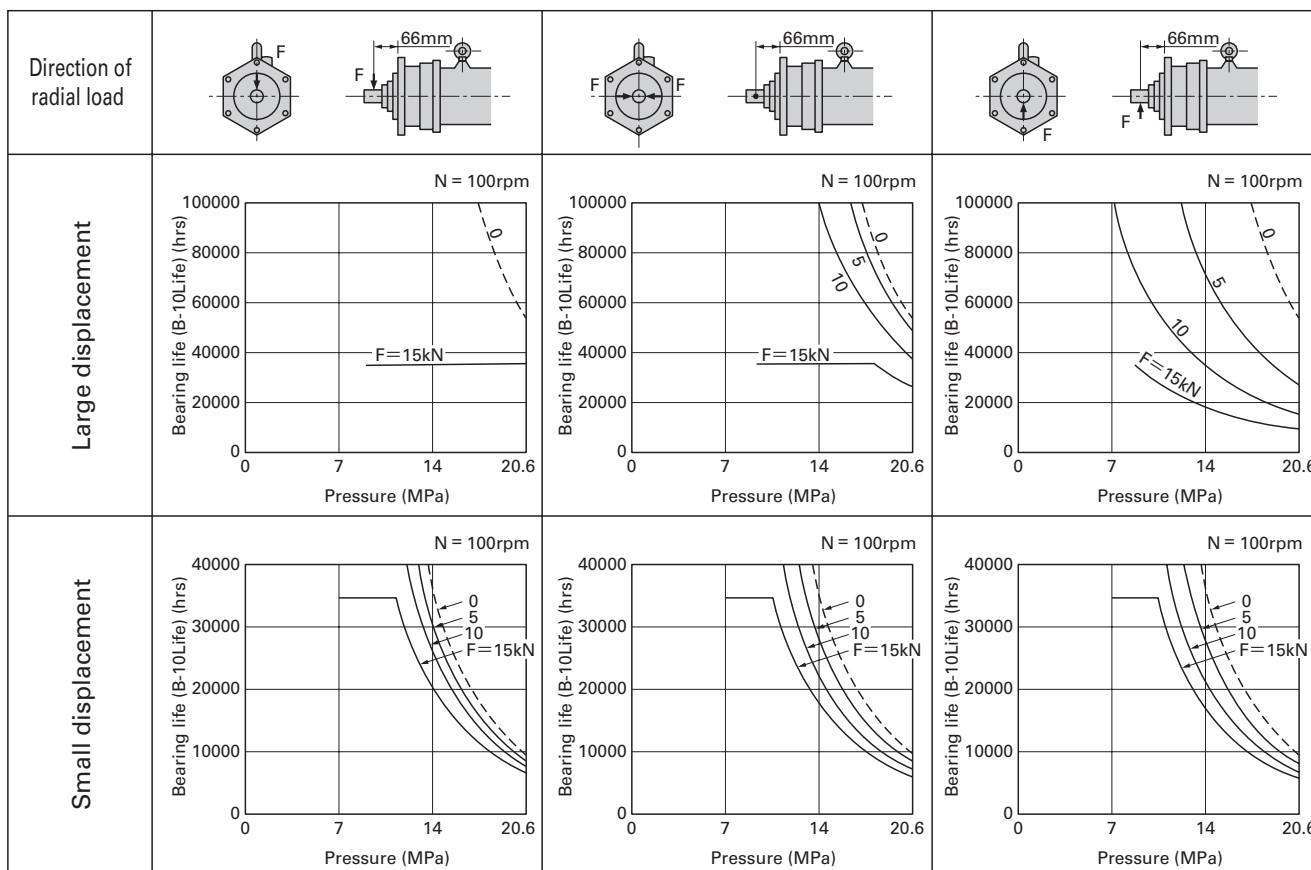 Direction of
radial load
F
66mm
F
F F
66mm
F
66mm
F
Large displacement
N = 100rpm
Bearing life (B-10Life) (hrs)
100000
80000
60000
40000
20000
0
0
F=15kN
0 7 14 20.6
Pressure (MPa)
N = 100rpm
Bearing life (B-10Life) (hrs)
100000
80000
60000
40000
20000
0
0
5
10
F=15kN
0 7 14 20.6
Pressure (MPa)
N = 100rpm
Bearing life (B-10Life) (hrs)
100000
80000
60000
40000
20000
0
0
5
10
F=15kN
0 7 14 20.6
Pressure (MPa)
Small displacement
N = 100rpm
Bearing life (B-10Life) (hrs)
40000
30000
20000
10000
0
0
5
10
F=15kN
0 7 14 20.6
Pressure (MPa)
N = 100rpm
Bearing life (B-10Life) (hrs)
40000
30000
20000
10000
0
0
5
10
F=15kN
0 7 14 20.6
Pressure (MPa)
N = 100rpm
Bearing life (B-10Life) (hrs)
40000
30000
20000
10000
0
0
5
10
F=15kN
0 7 14 20.6
Pressure (MPa)